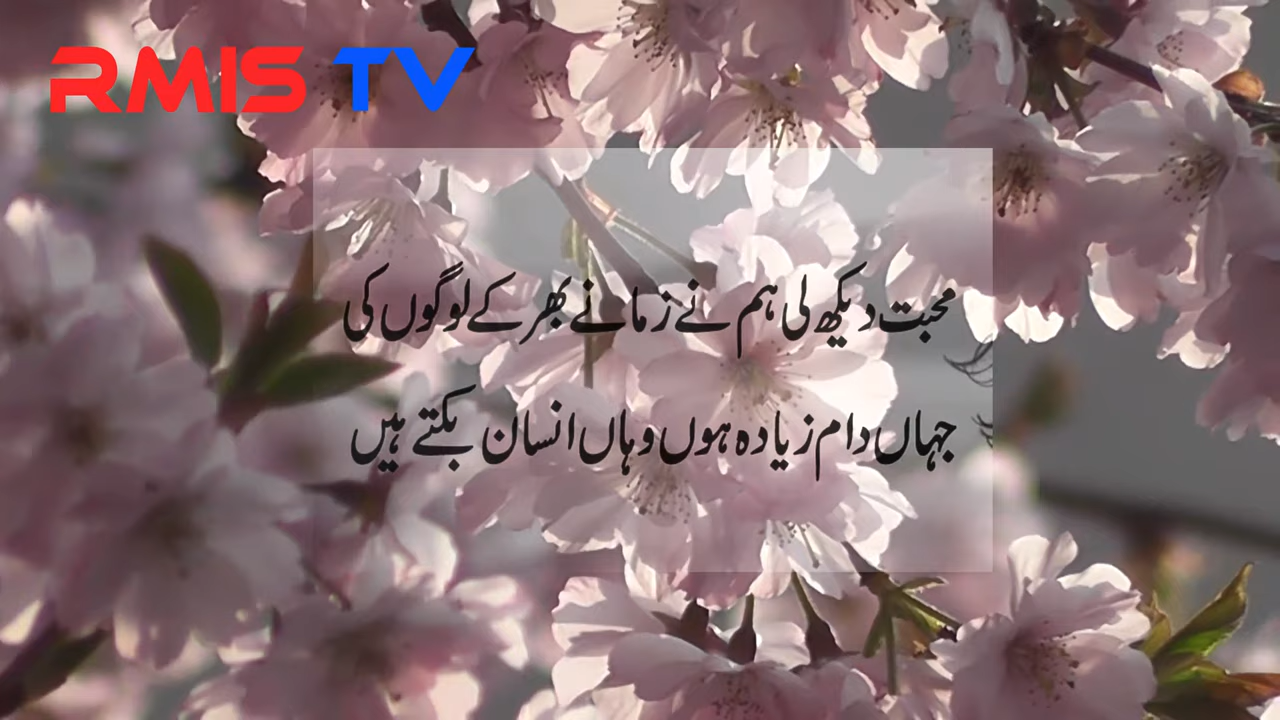 RMIS TV
محبت دیکھ لی ہم نے زمانے بھر کے لوگوں کی
جہاں دام زیادہ ہوں وہاں انسان بکتے ہیں